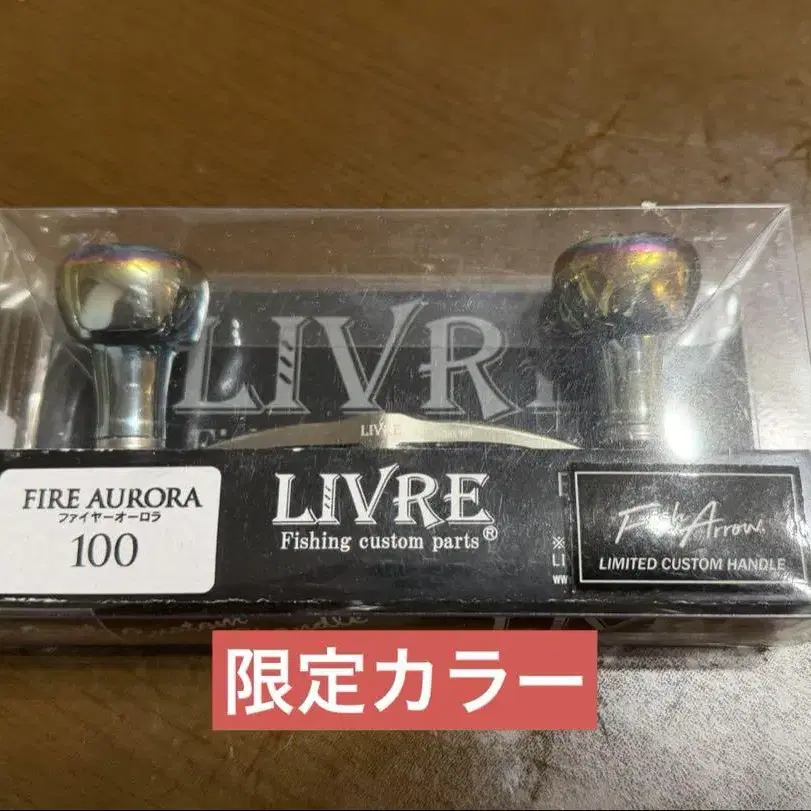 LIVRE
LIVRE
FIRE AURORA
ファイヤーオーロラ
100
LIVRE
Fishing custom parts®
Fish Arrow
LIMITED CUSTOM HANDLE
限定カラー